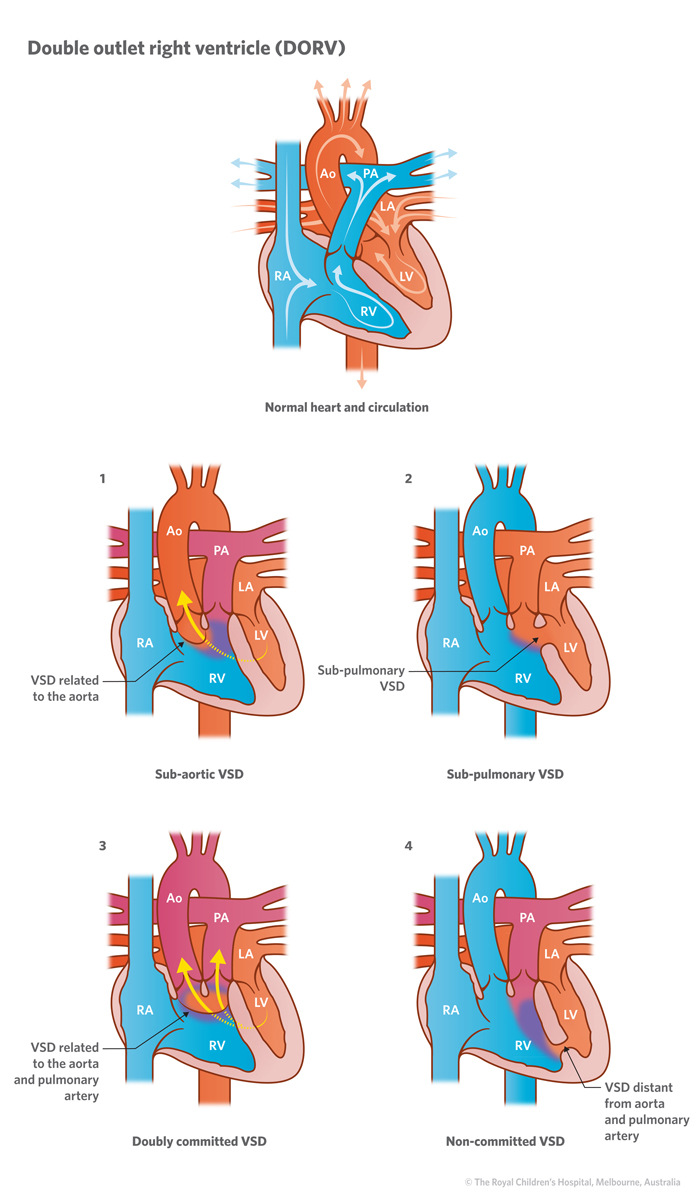 Double outlet right ventricle (DORV)
Ao
PA
LA
RA
LV
RV
Normal heart and circulation
1
Ao
PA
LA
RA
LV
RV
VSD related
to the aorta
Sub-aortic VSD
2
Ao
PA
LA
RA
LV
RV
Sub-pulmonary
VSD
Sub-pulmonary VSD
3
Ao
PA
LA
RA
LV
RV
VSD related
to the aorta
and pulmonary
artery
Doubly committed VSD
4
Ao
PA
LA
RA
LV
RV
VSD distant
from aorta
and pulmonary
artery
Non-committed VSD
© The Royal Children's Hospital, Melbourne, Australia